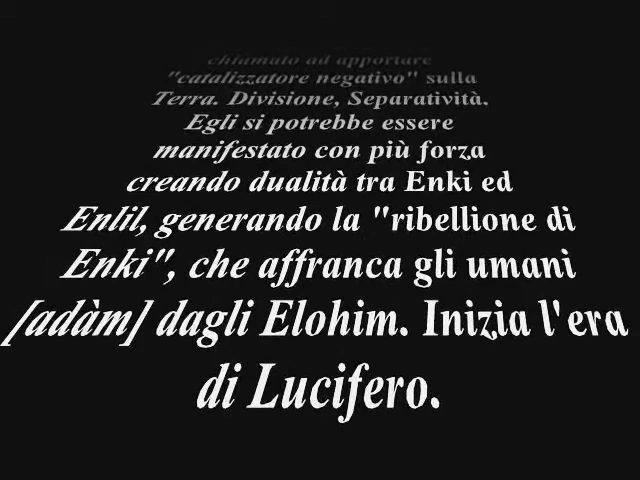 chiamato ad apportare
"catalizzatore negativo" sulla
Terra. Divisione, Separatività.
Egli si potrebbe essere
manifestato con più forza
creando dualità tra Enki ed
Enlil, generando la "ribellione di
Enki", che affranca gli umani
[adàm] dagli Elohim. Inizia l'era
di Lucifero.